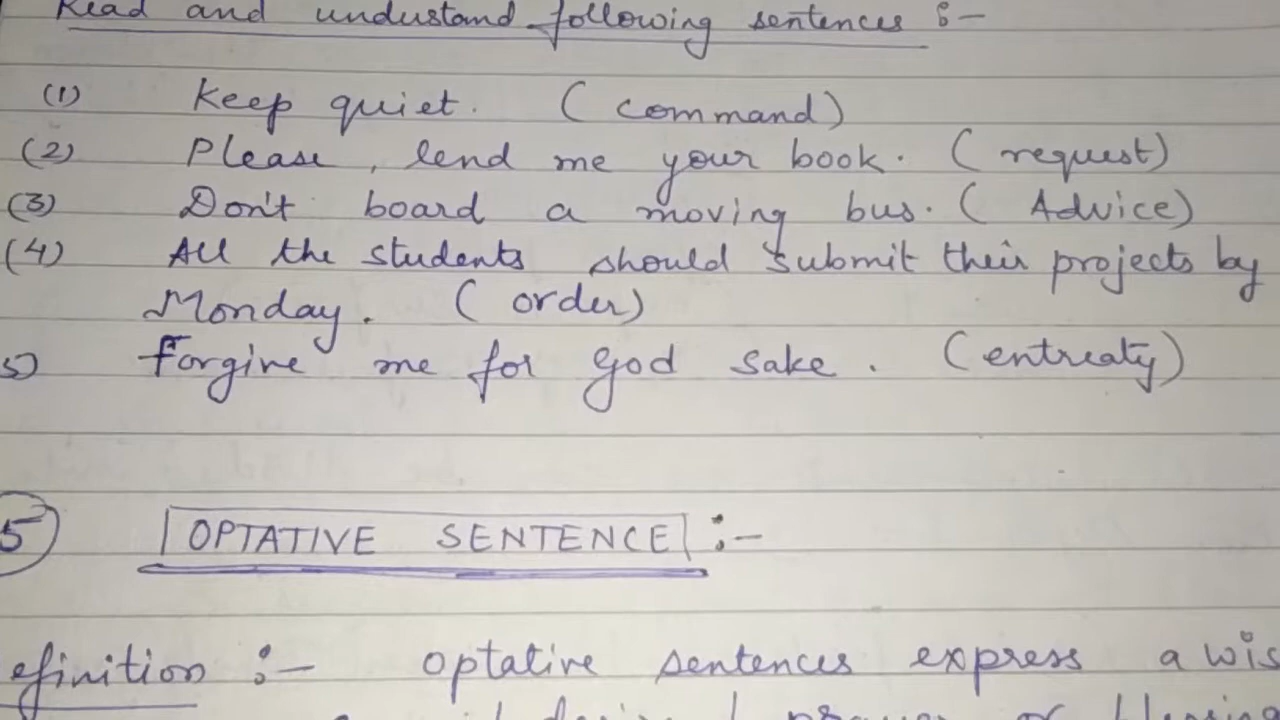 Read and understand following sentences :-
(1) Keep quiet. (command)
(2) Please, lend me your book. (request)
(3) Don't board a moving bus. (Advice)
(4) All the students should submit their projects by
Monday. (order)
5) Forgive me for god sake. (entreaty)
5 OPTATIVE SENTENCE :-
efinition :- optative sentences express a wis
or